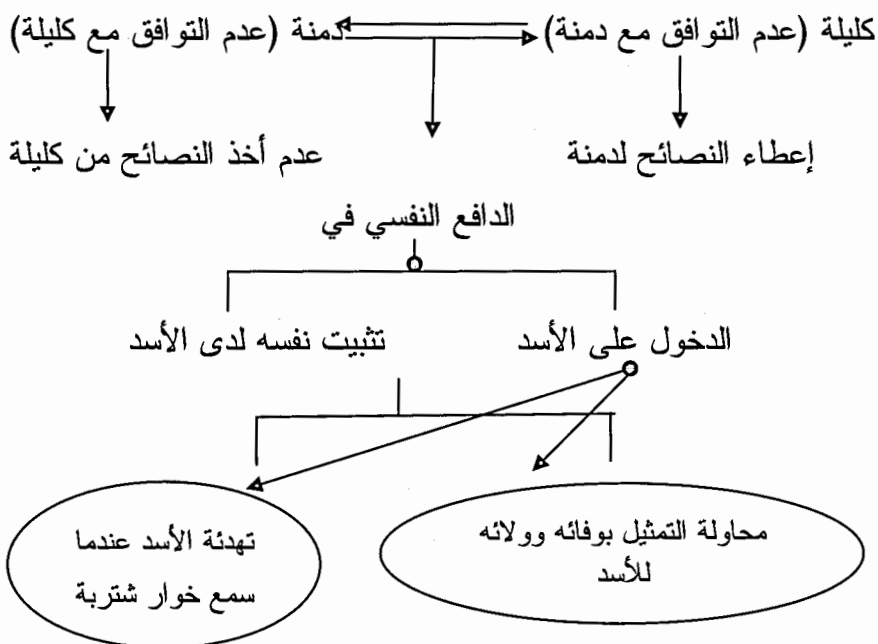 كليلة (عدم التوافق مع دمنة) دمنة (عدم التوافق مع كليلة)
إعطاء النصائح لدمنة عدم أخذ النصائح من كليلة
الدافع النفسي في
الدخول على الأسد تثبيت نفسه لدى الأسد
محاولة التمثيل بوفائه وولائه
للأسد
تهدئة الأسد عندما
سمع خوار شتربة